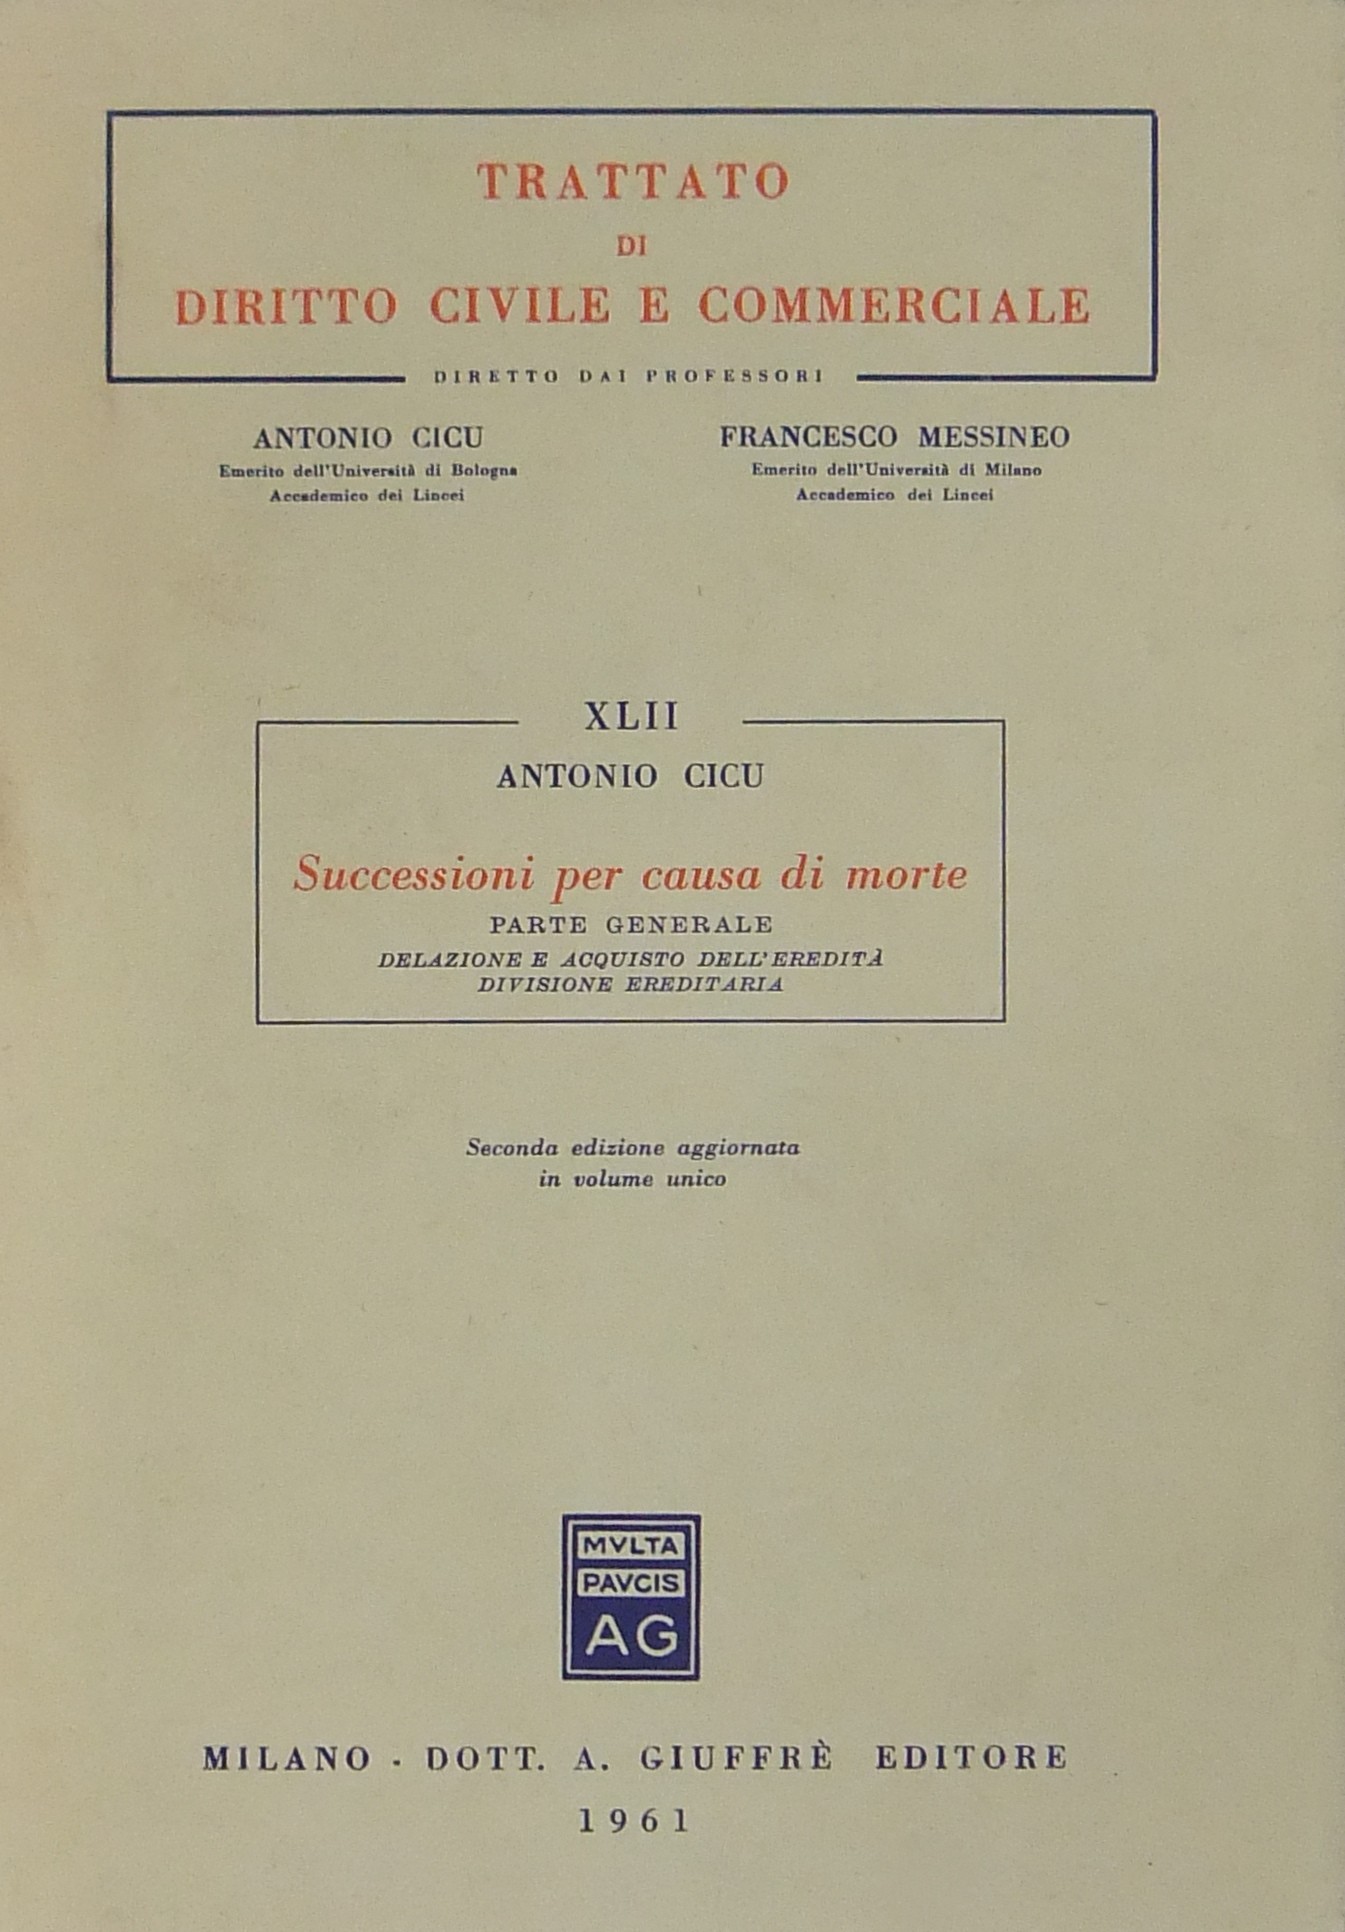 TRATTATO
DI
DIRITTO CIVILE E COMMERCIALE
DIRETTO DAI PROFESSORI
ANTONIO CICU
Emerito dell'Università di Bologna
Accademico dei Lincei
FRANCESCO MESSINEO
Emerito dell'Università di Milano
Accademico dei Lincei
XLII
ANTONIO CICU
Successioni per causa di morte
PARTE GENERALE
DELAZIONE E ACQUISTO DELL'EREDITÀ
DIVISIONE EREDITARIA
Seconda edizione aggiornata
in volume unico
MVLTA
PAVCIS
AG
MILANO - DOTT. A. GIUFFRÈ EDITORE
1961